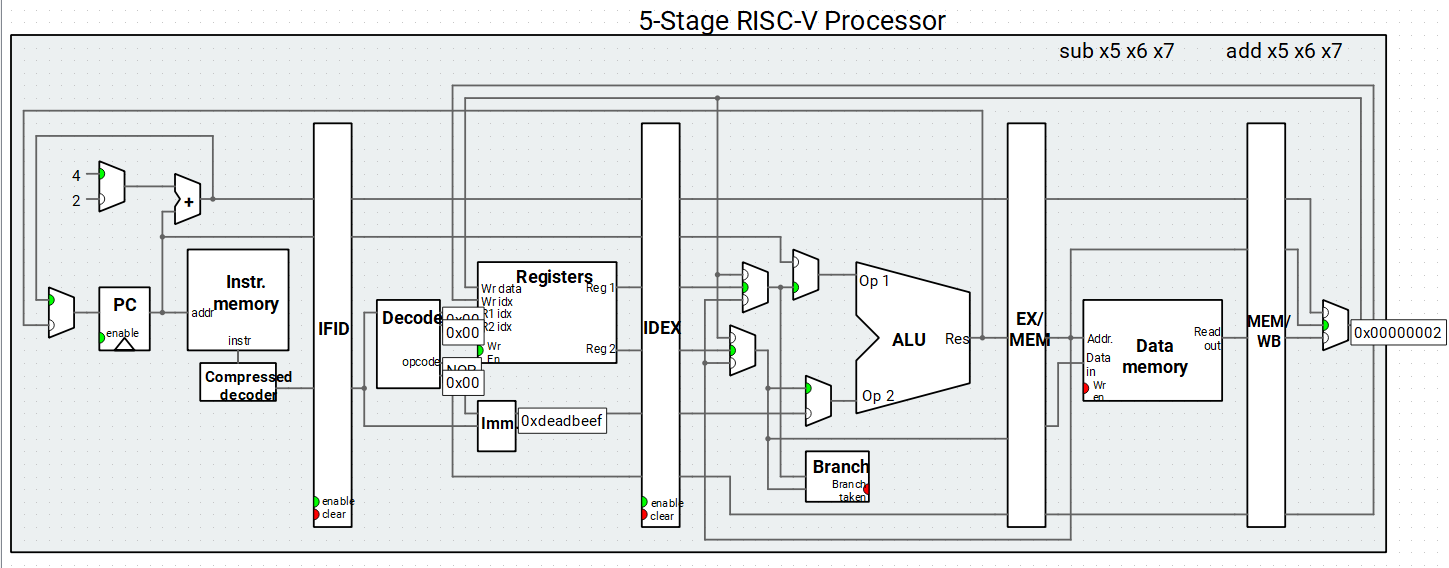 5-Stage RISC-V Processor
sub x5 x6 x7
add x5 x6 x7
4
2
+
PC
enable
Instr.
memory
addr
instr
Compressed
decoder
IFID
enable
clear
Decode
opcode
0x00
0x00
Registers
Wr data
Wr idx
R1 idx
R2 idx
Wr
En
Reg 1
Reg 2
Imm.
0xdeadbeef
IDEX
enable
clear
Op 1
ALU
Res
Op 2
Branch
Branch
taken
EX/
MEM
Addr.
Data
in
Wr
en
Data
memory
Read
out
MEM/
WB
0x00000002